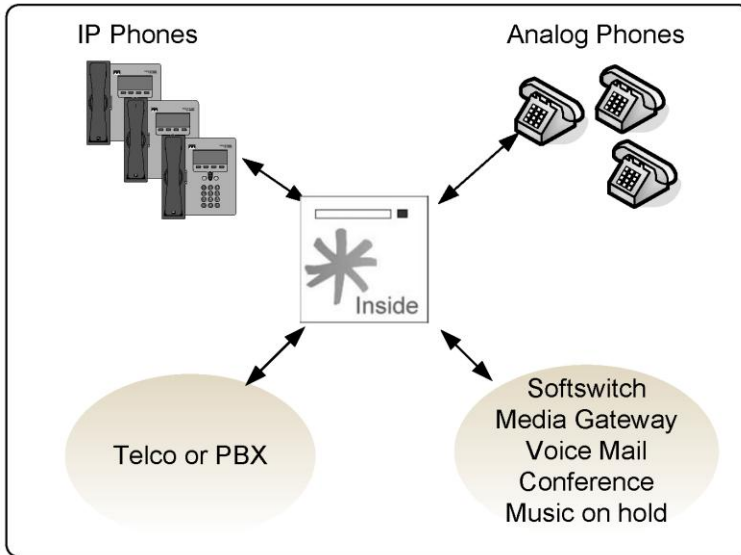 IP Phones
Analog Phones
Inside
Telco or PBX
Softswitch
Media Gateway
Voice Mail
Conference
Music on hold